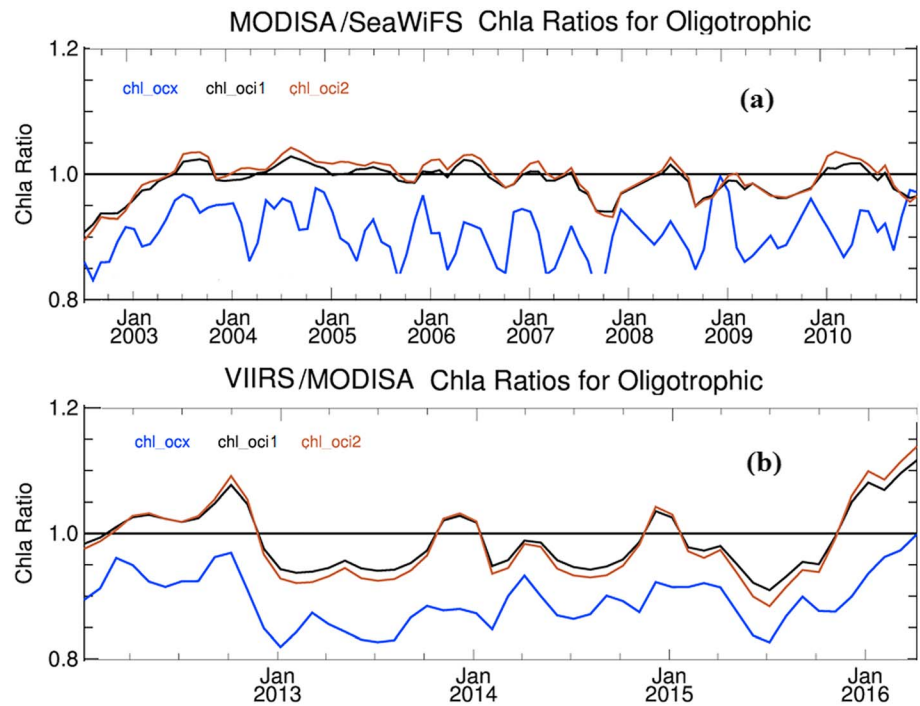 MODISA/SeaWiFS Chla Ratios for Oligotrophic
1.2
chl_ocx chl_oci1 chl_oci2
(a)
Chla Ratio
1.0
0.8
Jan Jan Jan Jan Jan Jan Jan Jan
2003 2004 2005 2006 2007 2008 2009 2010
VIIRS/MODISA Chla Ratios for Oligotrophic
1.2
chl_ocx chl_oci1 chl_oci2
(b)
Chla Ratio
1.0
0.8
Jan Jan Jan Jan
2013 2014 2015 2016